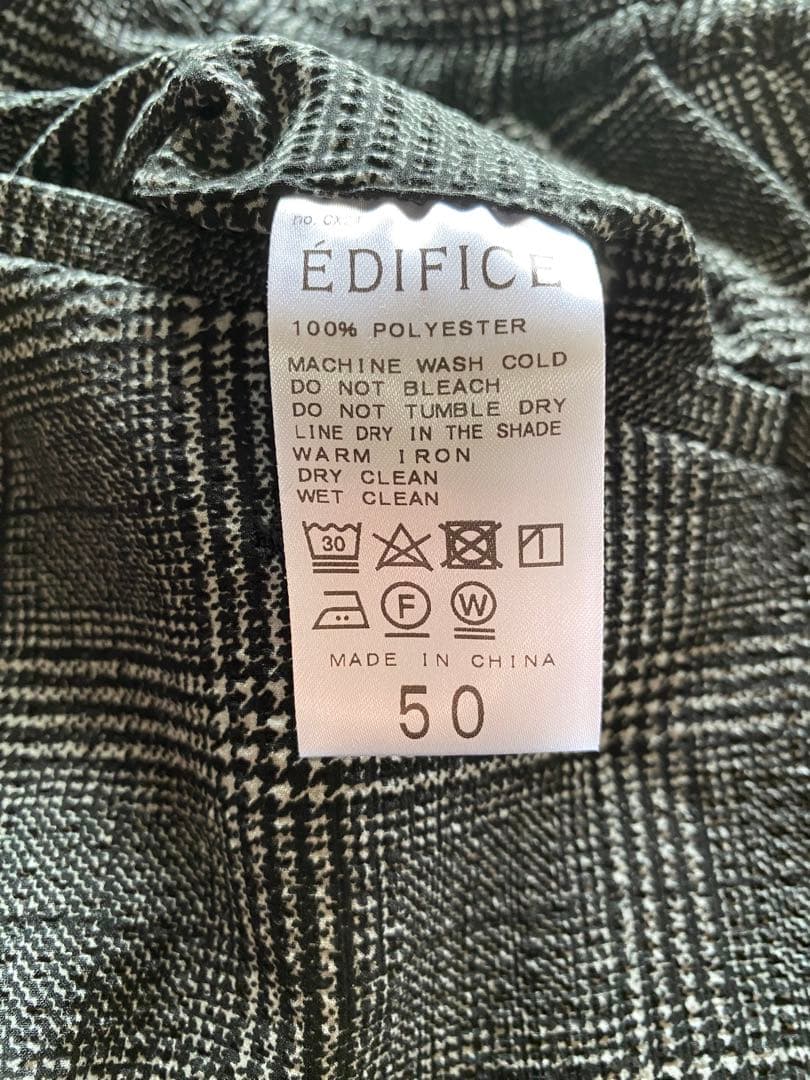 ÉDIFICE
100% POLYESTER
MACHINE WASH COLD
DO NOT BLEACH
DO NOT TUMBLE DRY
LINE DRY IN THE SHADE
WARM IRON
DRY CLEAN
WET CLEAN
30
F W
MADE IN CHINA
50